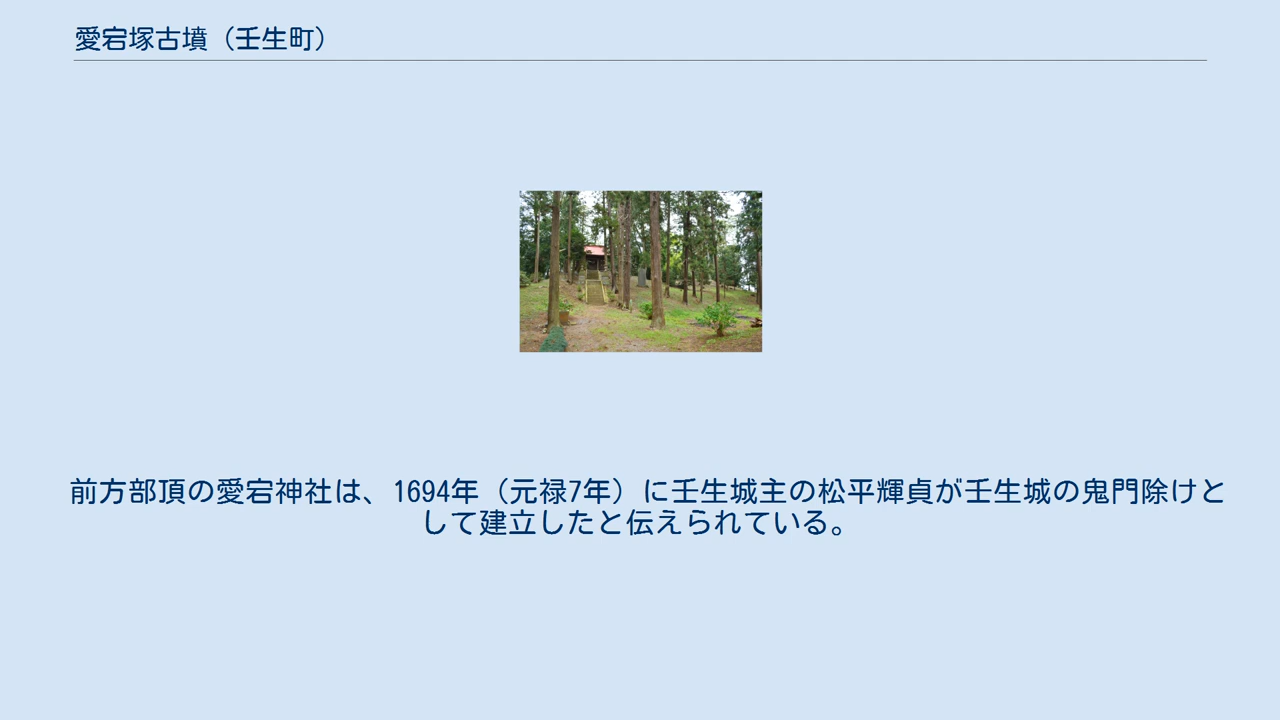 愛宕塚古墳（壬生町）
前方部頂の愛宕神社は、1694年（元禄7年）に壬生城主の松平輝貞が壬生城の鬼門除けと
して建立したと伝えられている。